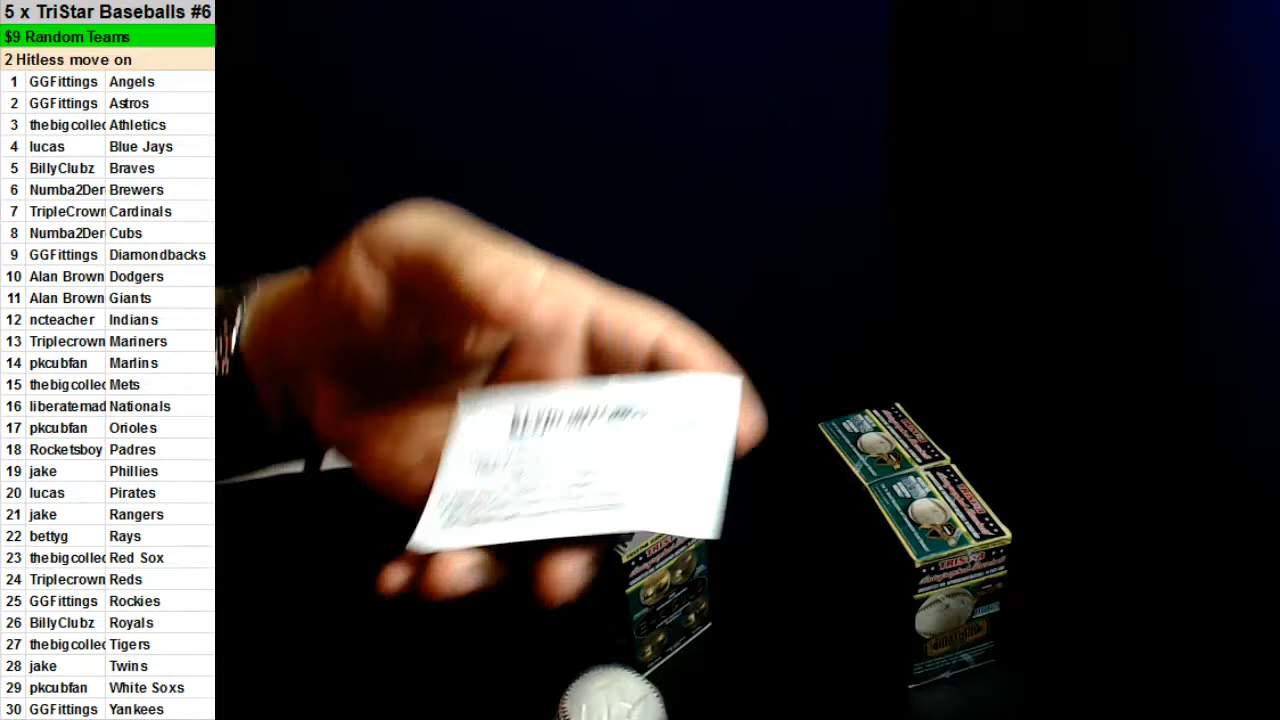 5 x TriStar Baseballs #6
$9 Random Teams
2 Hitless move on
1 GGFittings Angels
2 GGFittings Astros
3 thebigcollec Athletics
4 lucas Blue Jays
5 BillyClubz Braves
6 Numba2Der Brewers
7 TripleCrown Cardinals
8 Numba2Der Cubs
9 GGFittings Diamondbacks
10 Alan Brown Dodgers
11 Alan Brown Giants
12 ncteacher Indians
13 Triplecrown Mariners
14 pkcubfan Marlins
15 thebigcollec Mets
16 liberatemad Nationals
17 pkcubfan Orioles
18 Rocketsboy Padres
19 jake Phillies
20 lucas Pirates
21 jake Rangers
22 bettyg Rays
23 thebigcollec Red Sox
24 Triplecrown Reds
25 GGFittings Rockies
26 BillyClubz Royals
27 thebigcollec Tigers
28 jake Twins
29 pkcubfan White Soxs
30 GGFittings Yankees
TRISTAR